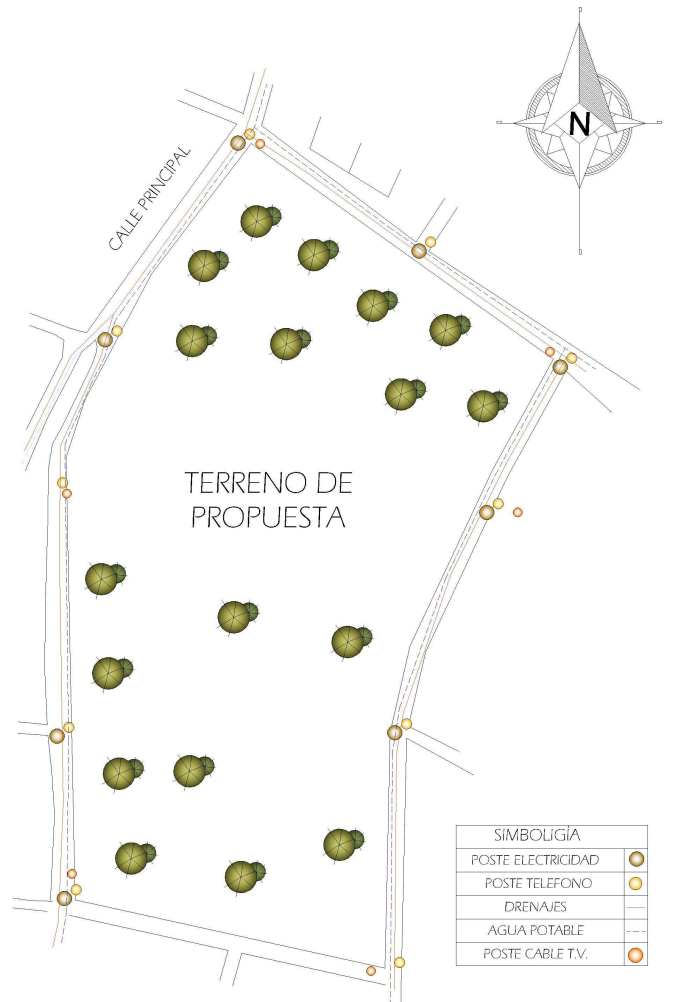 N
CALLE PRINCIPAL
TERRENO DE
PROPUESTA
SIMBOLIGÍA
POSTE ELECTRICIDAD
POSTE TELEFONO
DRENAJES
AGUA POTABLE
POSTE CABLE T.V.